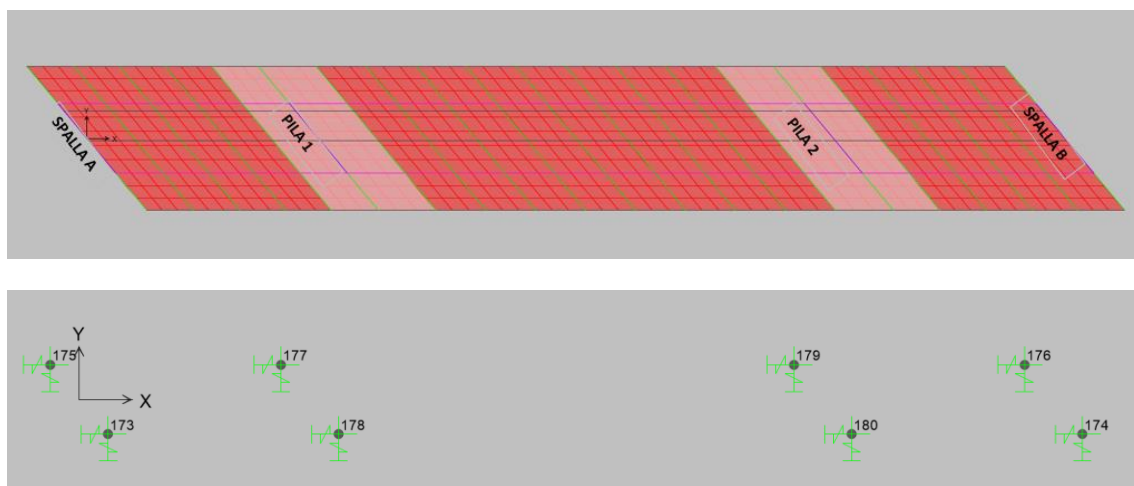 SPALLA A
Y
X
PILA 1
PILA 2
SPALLA B
Y
X
175
177
179
176
173
178
180
174